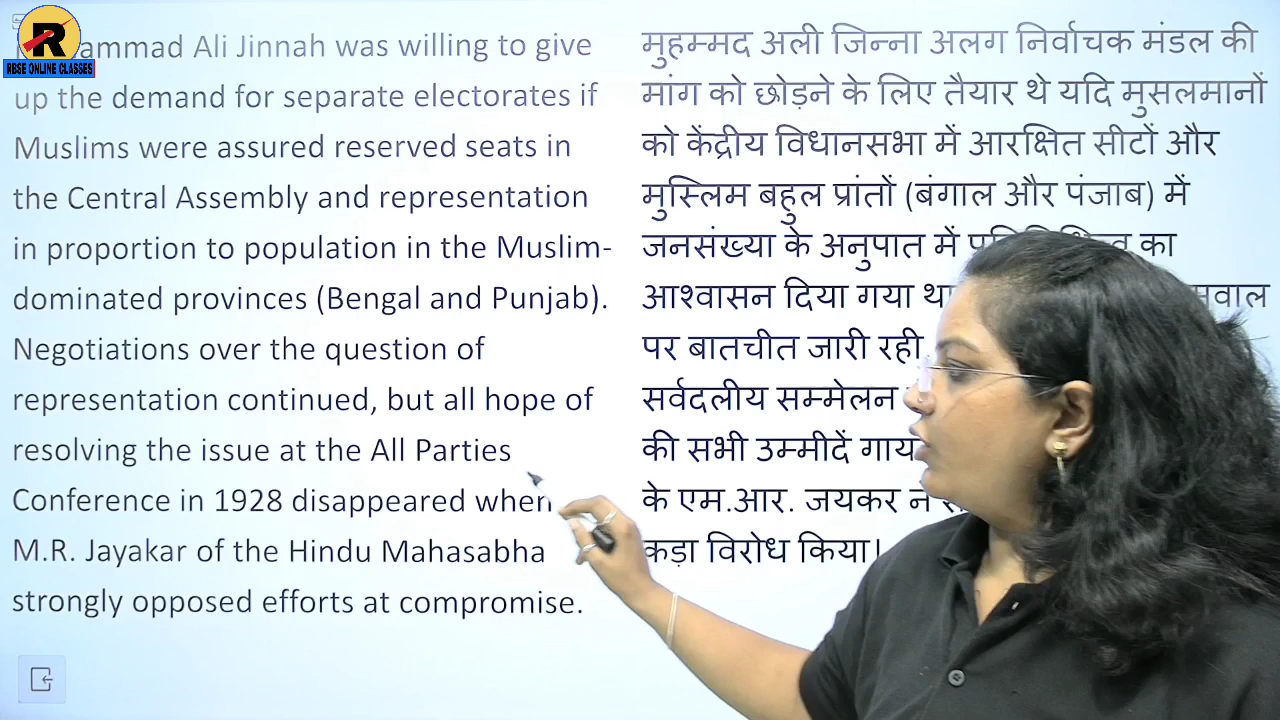 R
RBSE ONLINE CLASSES
ammad Ali Jinnah was willing to give
up the demand for separate electorates if
Muslims were assured reserved seats in
the Central Assembly and representation
in proportion to population in the Muslim-
dominated provinces (Bengal and Punjab).
Negotiations over the question of
representation continued, but all hope of
resolving the issue at the All Parties
Conference in 1928 disappeared when
M.R. Jayakar of the Hindu Mahasabha
strongly opposed efforts at compromise.
मुहम्मद अली जिन्ना अलग निर्वाचक मंडल की
मांग को छोड़ने के लिए तैयार थे यदि मुसलमानों
को केंद्रीय विधानसभा में आरक्षित सीटों और
मुस्लिम बहुल प्रांतों (बंगाल और पंजाब) में
जनसंख्या के अनुपात में का
आश्वासन दिया गया सवाल
पर बातचीत जारी रही
सर्वदलीय सम्मेलन
की सभी उम्मीदें
के एम.आर. जयकर ने
कड़ा विरोध किया।